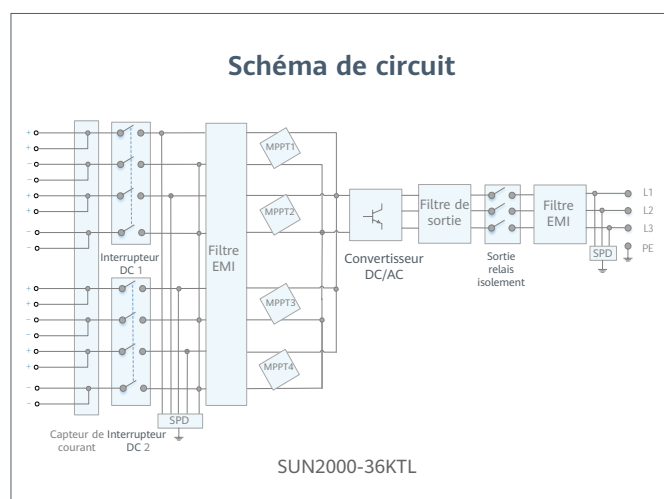 Schéma de circuit
+
+
−
−
+
+
−
−
+
+
−
−
+
+
−
−
Capteur de
courant
Interrupteur
DC 1
Interrupteur
DC 2
SPD
Filtre
EMI
MPPT1
MPPT2
MPPT3
MPPT4
Convertisseur
DC/AC
Filtre de
sortie
Sortie
relais
isolement
Filtre
EMI
SPD
L1
L2
L3
PE
SUN2000-36KTL